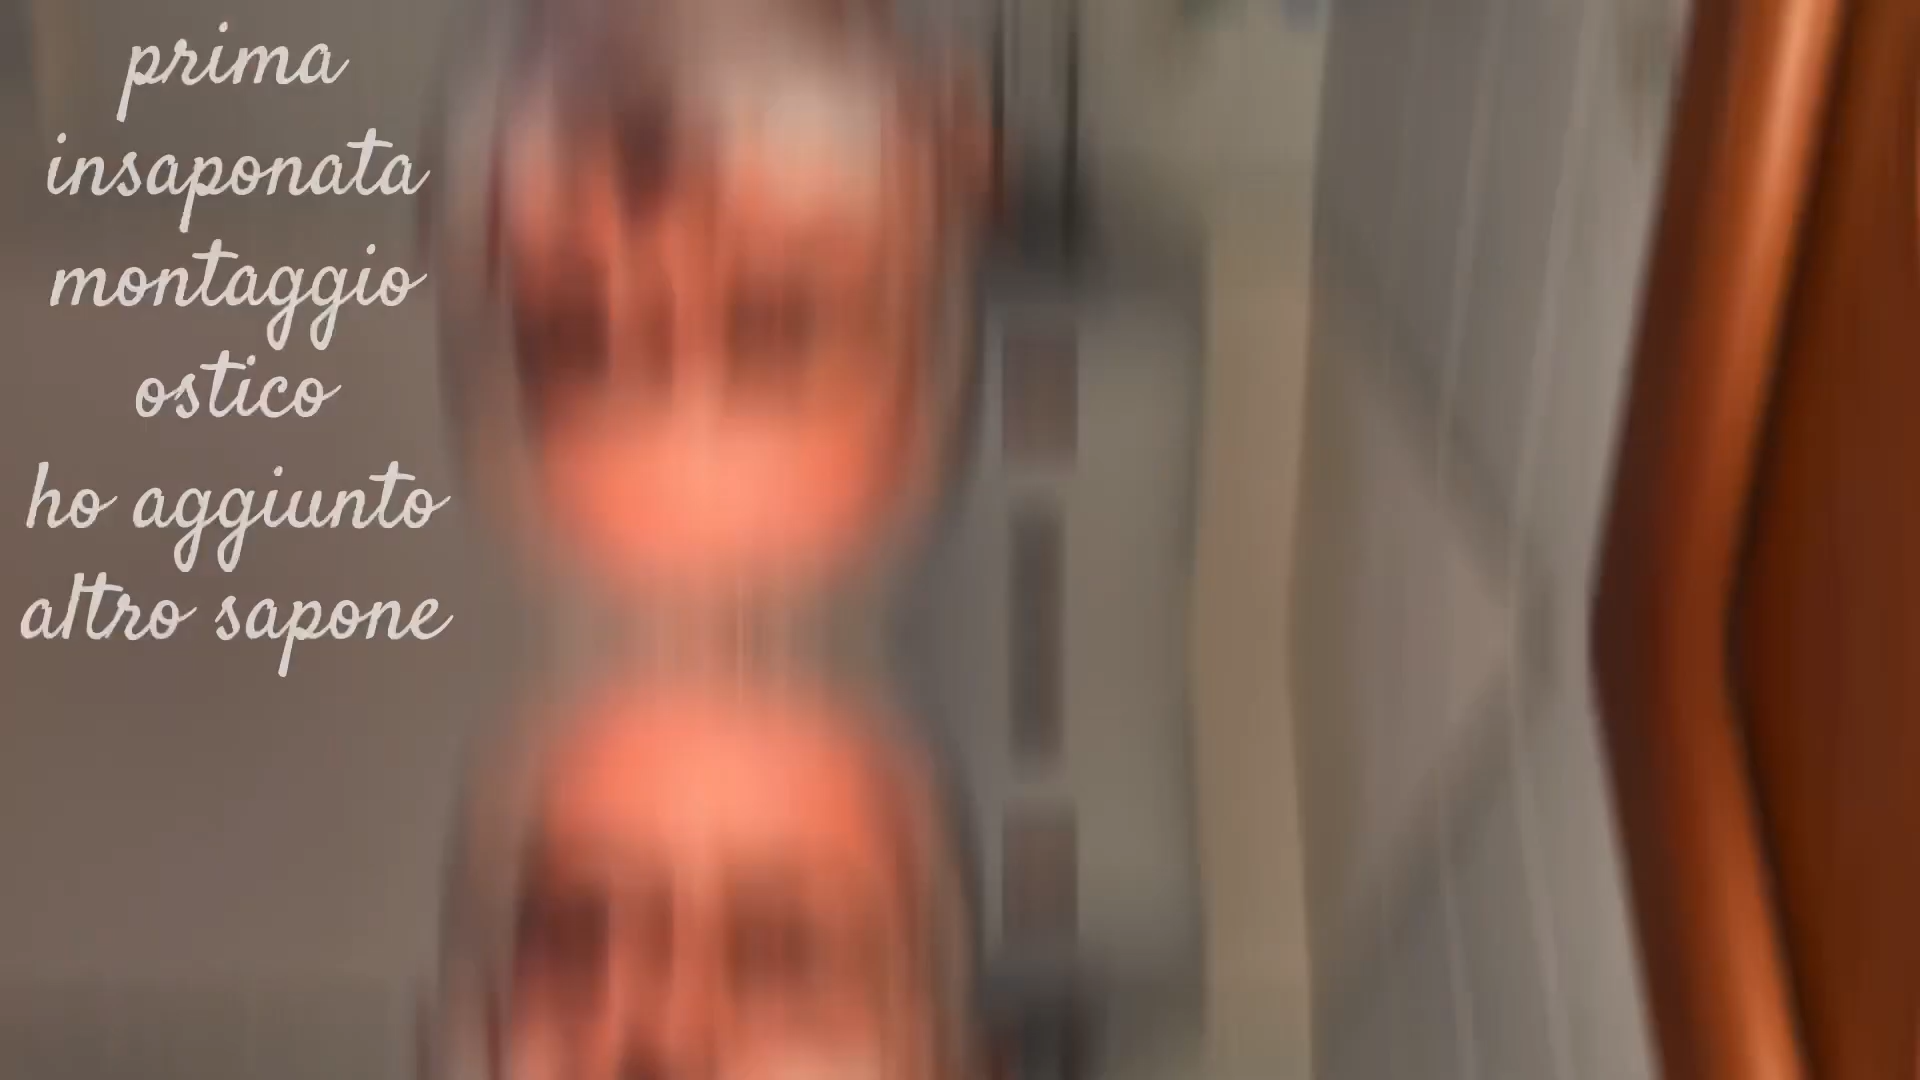 prima
insaponata
montaggio
ostico
ho aggiunto
altro sapone